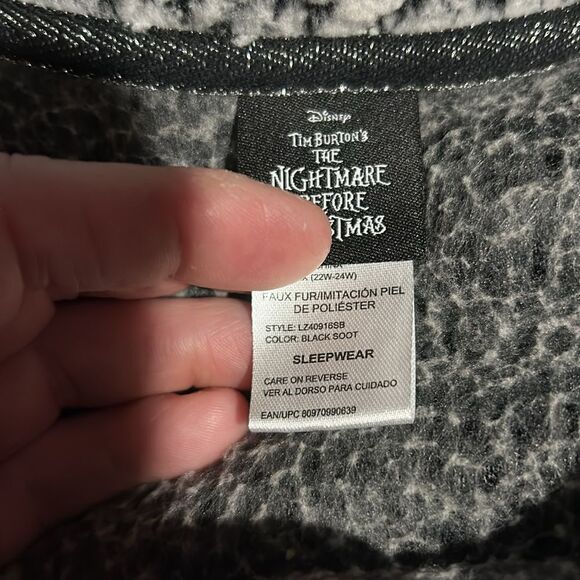 Disney
TIM BURTON'S
THE
NIGHTMARE
(22W-24W)
FAUX FUR/IMITACIÓN PIEL
DE POLIÉSTER
STYLE: LZ40916SB
COLOR: BLACK SOOT
SLEEPWEAR
CARE ON REVERSE
VER AL DORSO PARA CUIDADO
EAN/UPC 80970990639